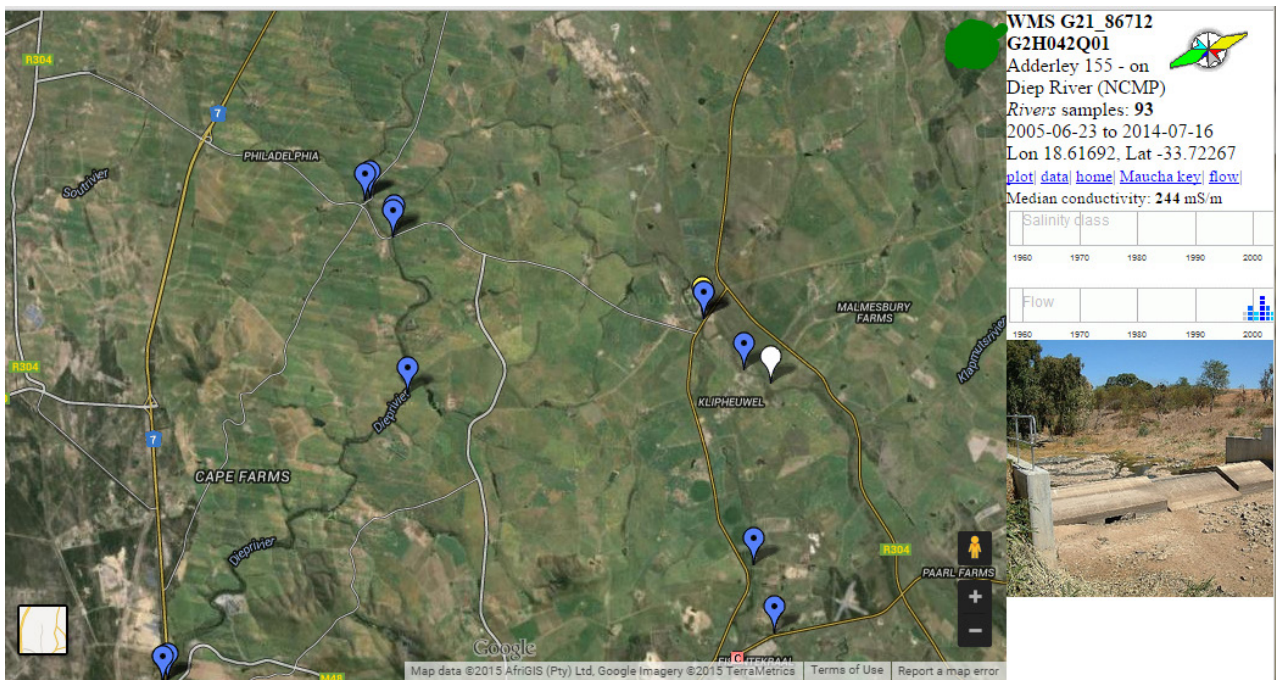 R304
7
PHILADELPHIA
Soutrivier
MALMESBURY
FARMS
Klapmutsrivier
KLIPHEUWEL
R304
Dieprivier
7
CAPE FARMS
Dieprivier
R304
PAARL FARMS
+
−
Google
C
M48
Map data ©2015 AfriGIS (Pty) Ltd, Google Imagery ©2015 TerraMetrics
Terms of Use
Report a map error
WMS G21_86712
G2H042Q01
Adderley 155 - on
Diep River (NCMP)
Rivers samples: 93
2005-06-23 to 2014-07-16
Lon 18.61692, Lat -33.72267
plot| data| home| Maucha key| flow|
Median conductivity: 244 mS/m
Salinity class
1960 1970 1980 1990 2000
Flow
1960 1970 1980 1990 2000